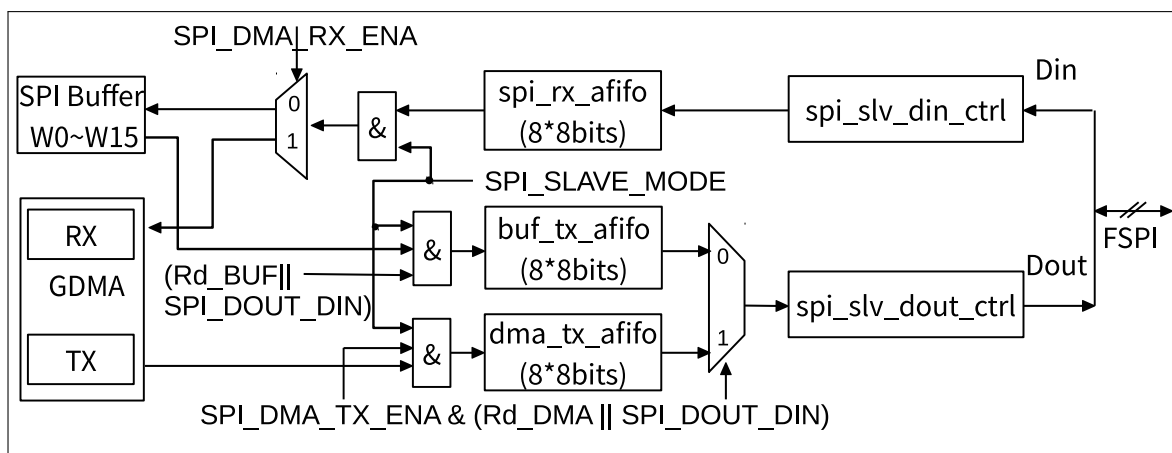 SPI_DMA_RX_ENA
SPI Buffer
W0~W15
0
1
&
spi_rx_afifo
(8*8bits)
spi_slv_din_ctrl
Din
SPI_SLAVE_MODE
RX
GDMA
TX
(Rd_BUF||
SPI_DOUT_DIN)
&
buf_tx_afifo
(8*8bits)
0
1
FSPI
Dout
spi_slv_dout_ctrl
&
dma_tx_afifo
(8*8bits)
SPI_DMA_TX_ENA & (Rd_DMA || SPI_DOUT_DIN)